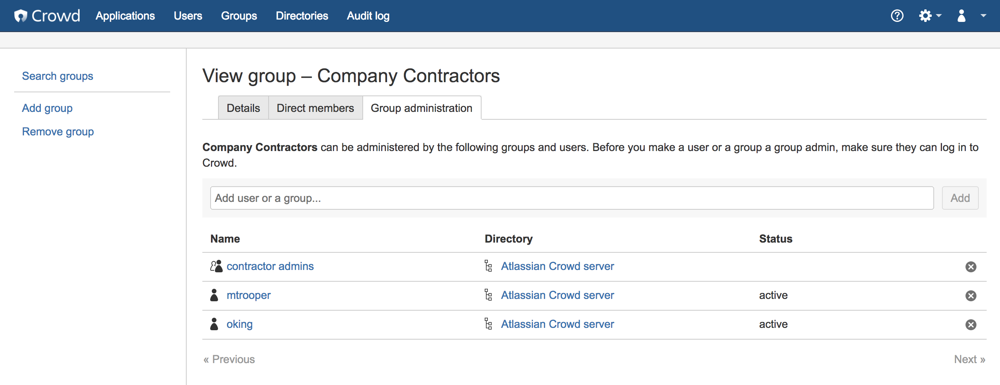 Crowd Applications Users Groups Directories Audit log
Search groups
Add group
Remove group
View group – Company Contractors
Details Direct members Group administration
Company Contractors can be administered by the following groups and users. Before you make a user or a group a group admin, make sure they can log in to
Crowd.
Add user or a group... Add
Name Directory Status
contractor admins Atlassian Crowd server
mtrooper Atlassian Crowd server active
oking Atlassian Crowd server active
« Previous Next »